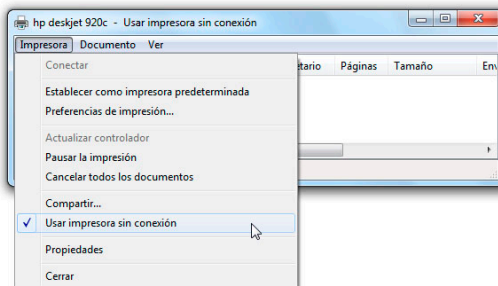 hp deskjet 920c - Usar impresora sin conexión
Impresora Documento Ver
Conectar
Páginas Tamaño
Establecer como impresora predeterminada
Preferencias de impresión...
Actualizar controlador
Pausar la impresión
Cancelar todos los documentos
Compartir...
Usar impresora sin conexión
Propiedades
Cerrar